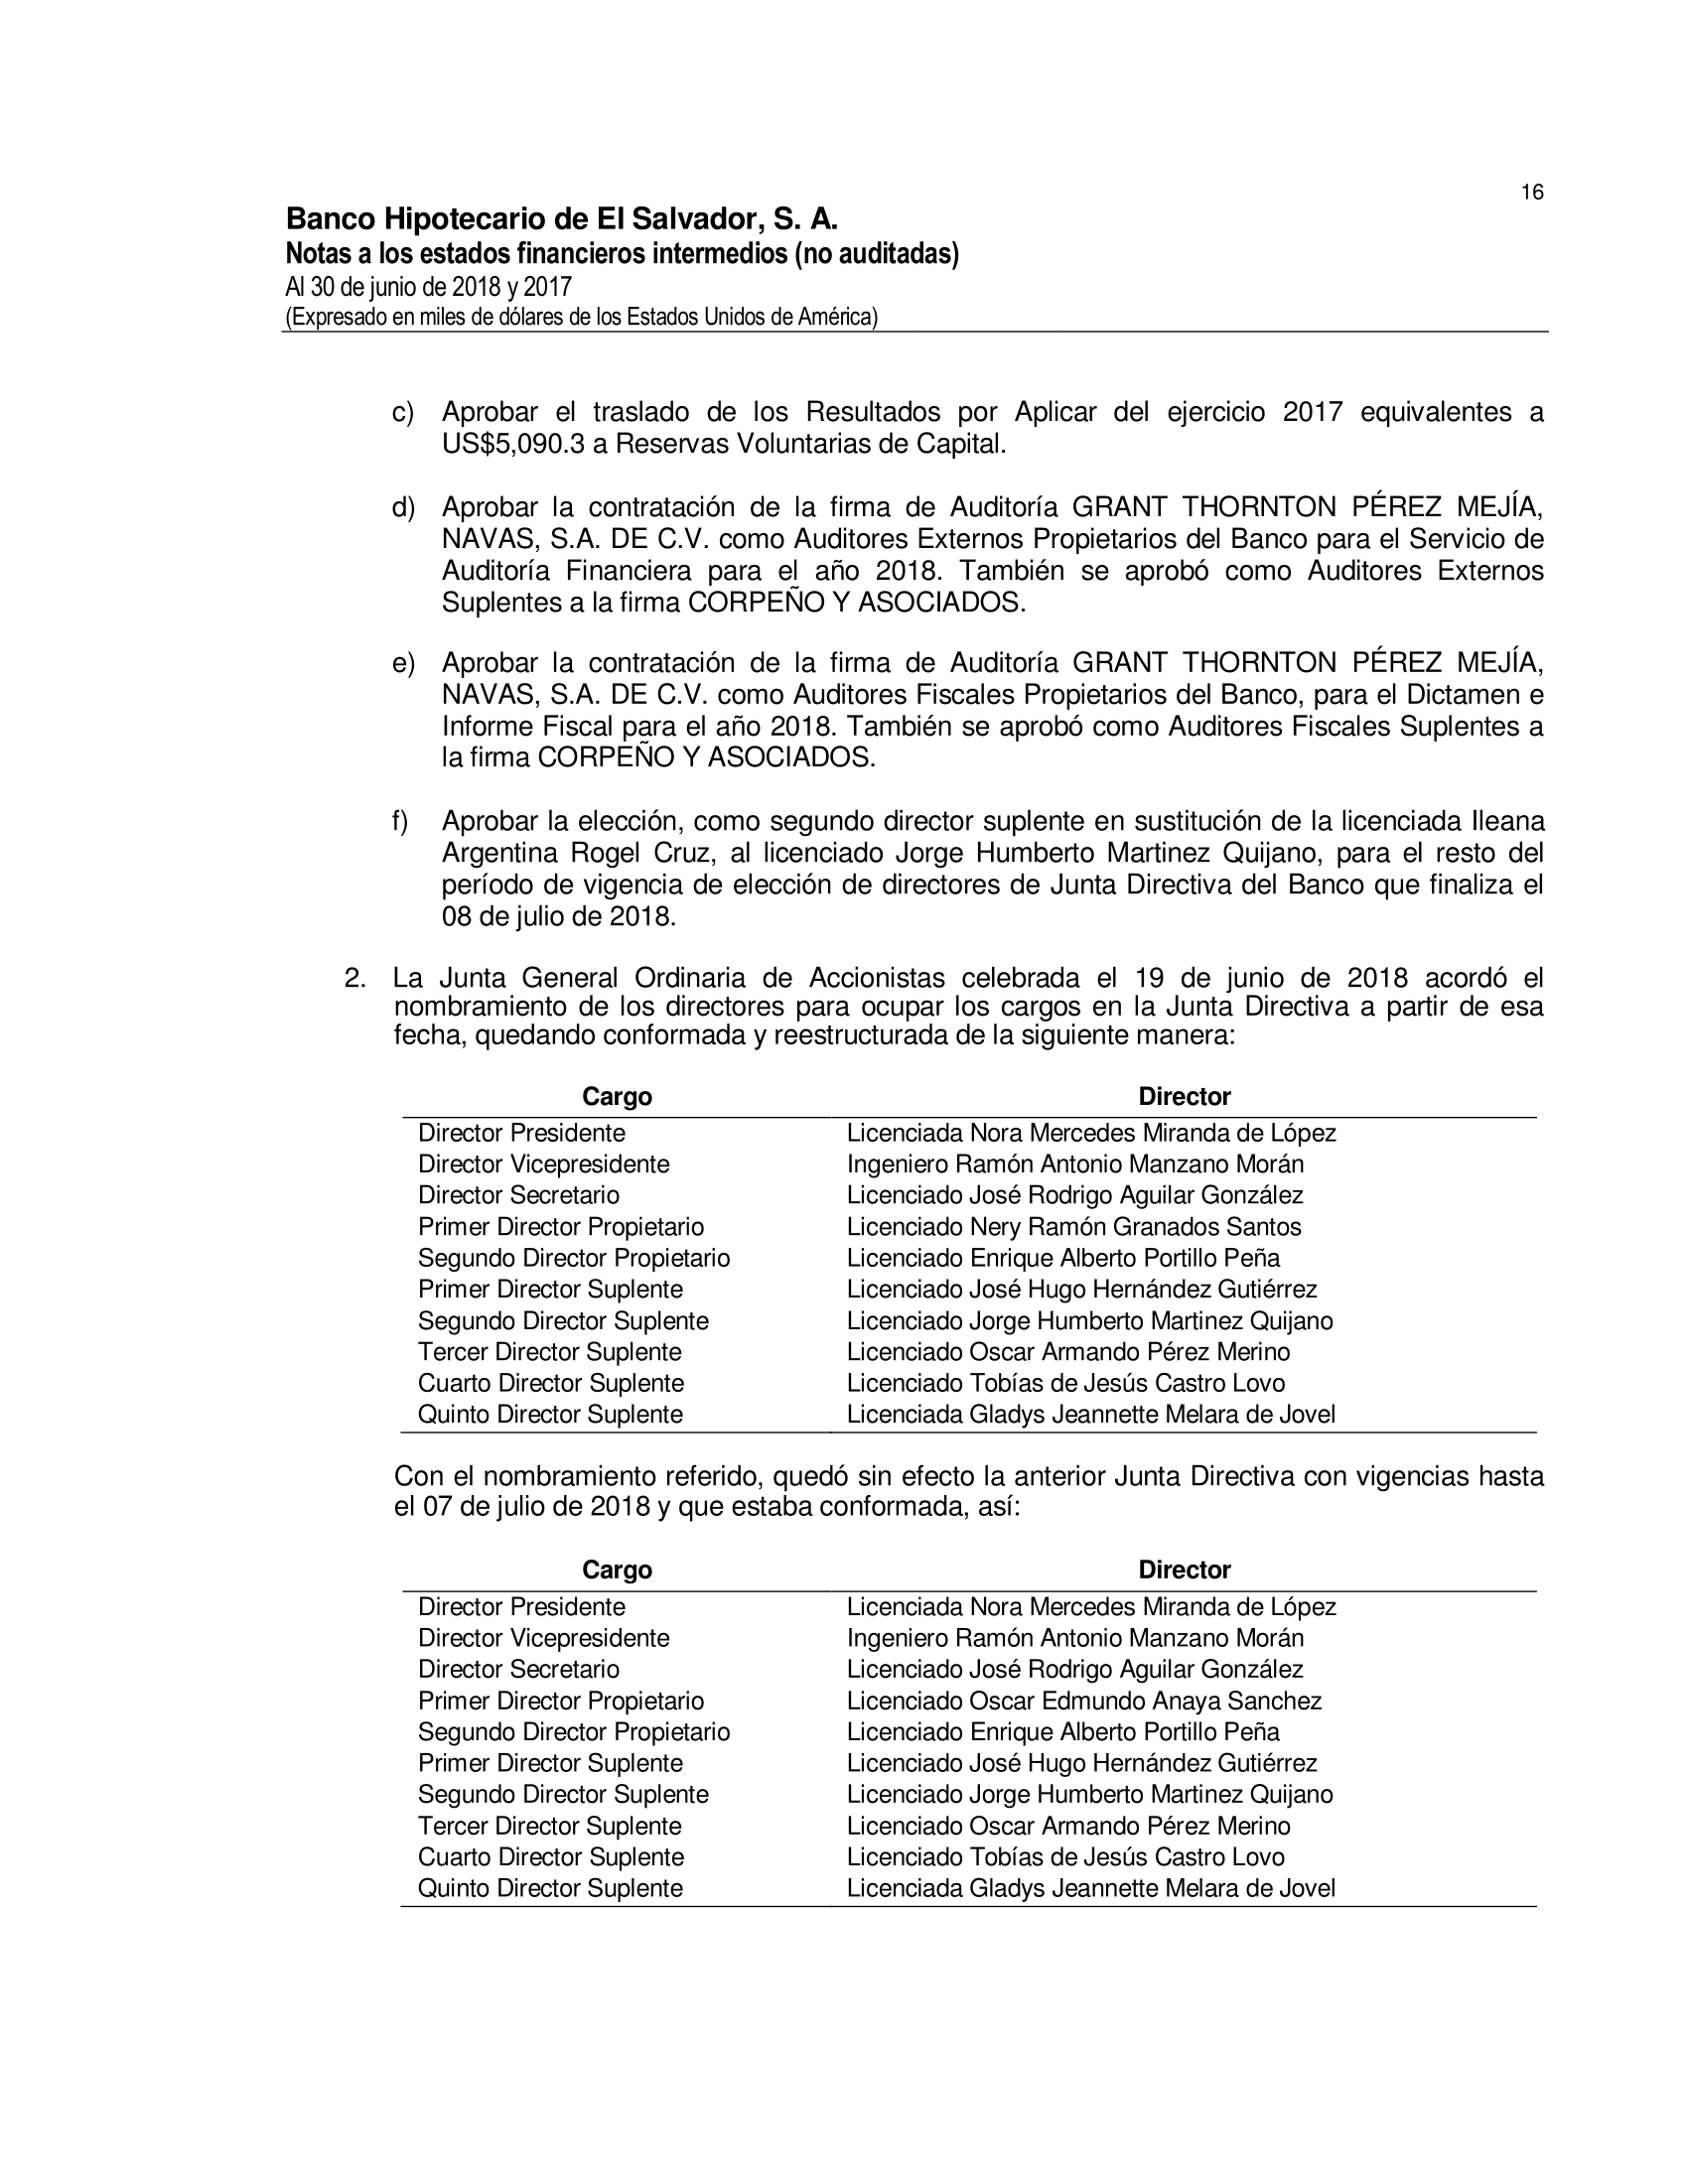 16
Banco Hipotecario de El Salvador, S. A.
Notas a los estados financieros intermedios (no auditadas)
Al 30 de junio de 2018 y 2017
(Expresado en miles de dólares de los Estados Unidos de América)
c) Aprobar el traslado de los Resultados por Aplicar del ejercicio 2017 equivalentes a
US$5,090.3 a Reservas Voluntarias de Capital.
d) Aprobar la contratación de la firma de Auditoría GRANT THORNTON PÉREZ MEJÍA,
NAVAS, S.A. DE C.V. como Auditores Externos Propietarios del Banco para el Servicio de
Auditoría Financiera para el año 2018. También se aprobó como Auditores Externos
Suplentes a la firma CORPEÑO Y ASOCIADOS.
e) Aprobar la contratación de la firma de Auditoría GRANT THORNTON PÉREZ MEJÍA,
NAVAS, S.A. DE C.V. como Auditores Fiscales Propietarios del Banco, para el Dictamen e
Informe Fiscal para el año 2018. También se aprobó como Auditores Fiscales Suplentes a
la firma CORPEÑO Y ASOCIADOS.
f) Aprobar la elección, como segundo director suplente en sustitución de la licenciada Ileana
Argentina Rogel Cruz, al licenciado Jorge Humberto Martinez Quijano, para el resto del
período de vigencia de elección de directores de Junta Directiva del Banco que finaliza el
08 de julio de 2018.
2. La Junta General Ordinaria de Accionistas celebrada el 19 de junio de 2018 acordó el
nombramiento de los directores para ocupar los cargos en la Junta Directiva a partir de esa
fecha, quedando conformada y reestructurada de la siguiente manera:
Cargo Director
Director Presidente Licenciada Nora Mercedes Miranda de López
Director Vicepresidente Ingeniero Ramón Antonio Manzano Morán
Director Secretario Licenciado José Rodrigo Aguilar González
Primer Director Propietario Licenciado Nery Ramón Granados Santos
Segundo Director Propietario Licenciado Enrique Alberto Portillo Peña
Primer Director Suplente Licenciado José Hugo Hernández Gutiérrez
Segundo Director Suplente Licenciado Jorge Humberto Martinez Quijano
Tercer Director Suplente Licenciado Oscar Armando Pérez Merino
Cuarto Director Suplente Licenciado Tobías de Jesús Castro Lovo
Quinto Director Suplente Licenciada Gladys Jeannette Melara de Jovel
Con el nombramiento referido, quedó sin efecto la anterior Junta Directiva con vigencias hasta
el 07 de julio de 2018 y que estaba conformada, así:
Cargo Director
Director Presidente Licenciada Nora Mercedes Miranda de López
Director Vicepresidente Ingeniero Ramón Antonio Manzano Morán
Director Secretario Licenciado José Rodrigo Aguilar González
Primer Director Propietario Licenciado Oscar Edmundo Anaya Sanchez
Segundo Director Propietario Licenciado Enrique Alberto Portillo Peña
Primer Director Suplente Licenciado José Hugo Hernández Gutiérrez
Segundo Director Suplente Licenciado Jorge Humberto Martinez Quijano
Tercer Director Suplente Licenciado Oscar Armando Pérez Merino
Cuarto Director Suplente Licenciado Tobías de Jesús Castro Lovo
Quinto Director Suplente Licenciada Gladys Jeannette Melara de Jovel